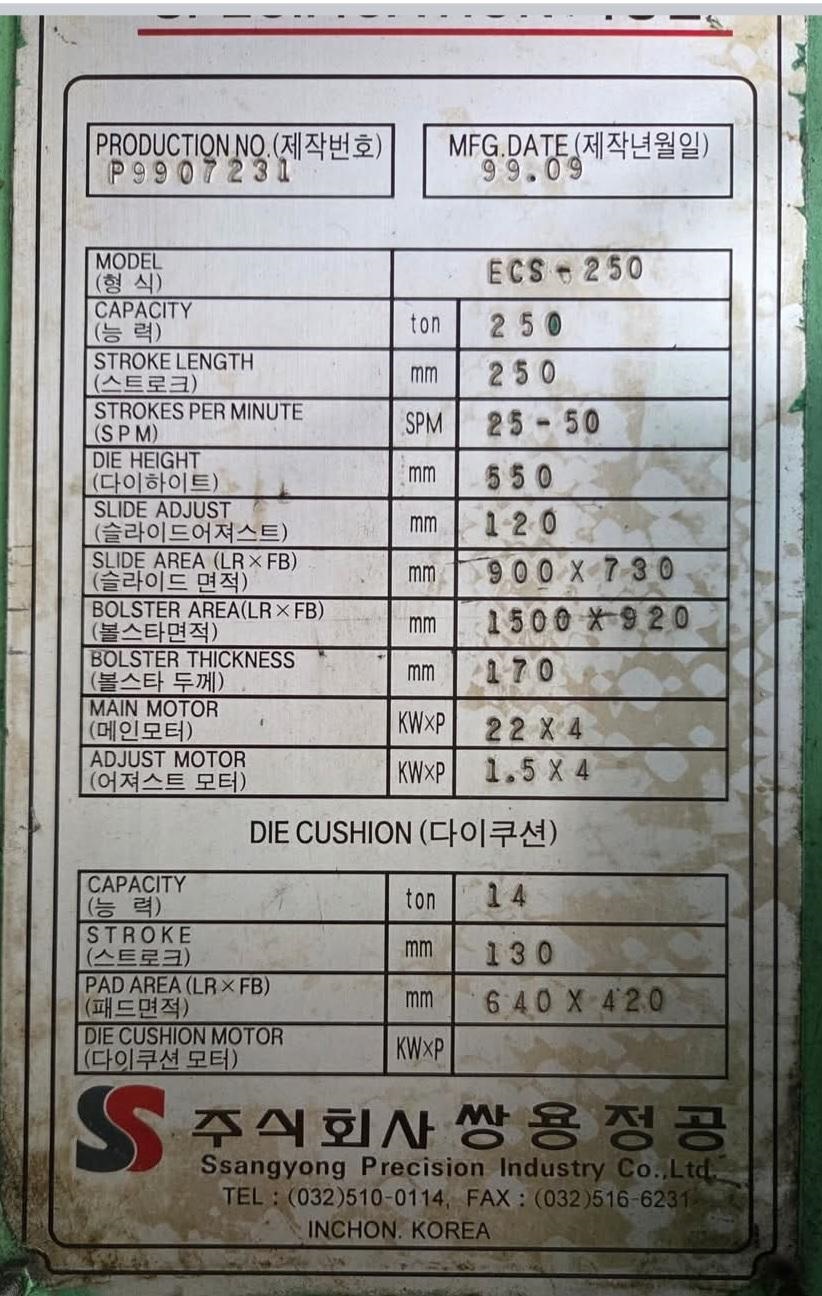 PRODUCTION NO.(제작번호)
P9907231
MFG.DATE(제작년월일)
99.09
MODEL
(형 식)
ECS-250
CAPACITY
(능 력)
ton
250
STROKE LENGTH
(스트로크)
mm
250
STROKES PER MINUTE
(SPM)
SPM
25-50
DIE HEIGHT
(다이하이트)
mm
550
SLIDE ADJUST
(슬라이드어져스트)
mm
120
SLIDE AREA (LR×FB)
(슬라이드 면적)
mm
900 X 730
BOLSTER AREA(LR×FB)
(볼스타면적)
mm
1500 X 920
BOLSTER THICKNESS
(볼스타 두께)
mm
170
MAIN MOTOR
(메인모터)
KW×P
22 X 4
ADJUST MOTOR
(어져스트 모터)
KW×P
1.5 X 4
DIE CUSHION (다이쿠션)
CAPACITY
(능 력)
ton
14
STROKE
(스트로크)
mm
130
PAD AREA (LR×FB)
(패드면적)
mm
640 X 420
DIE CUSHION MOTOR
(다이쿠션 모터)
KW×P
SS 주식회사 쌍용정공
Ssangyong Precision Industry Co.,Ltd.
TEL : (032)510-0114, FAX : (032)516-6231
INCHON. KOREA